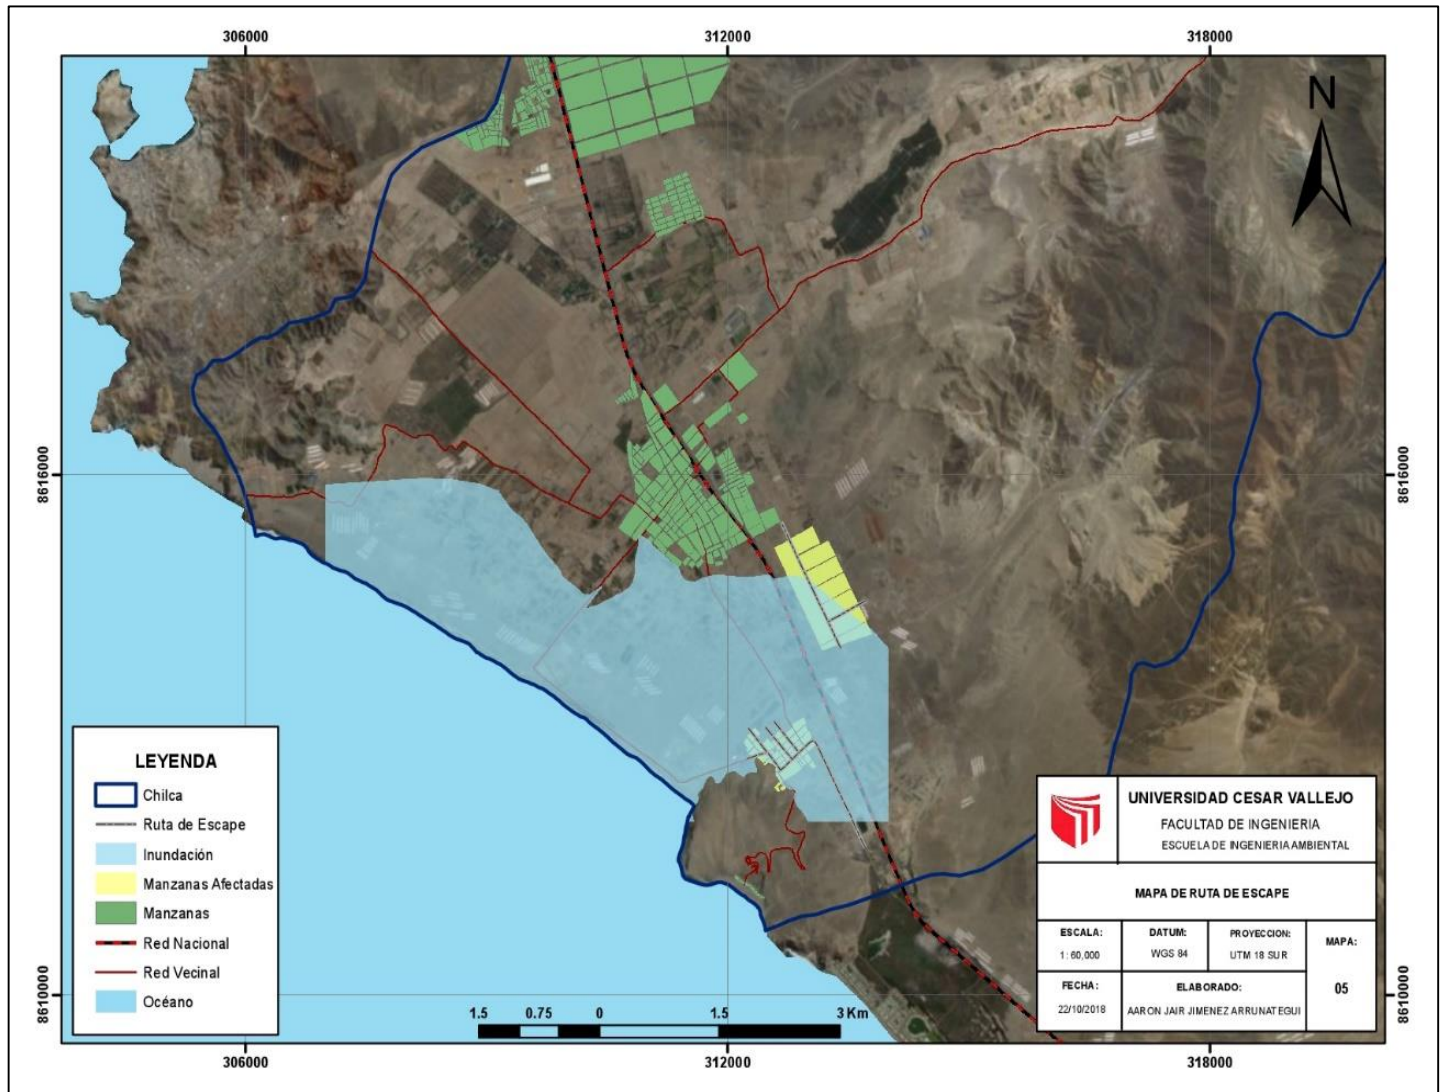 306000
312000
318000
N
8616000
8616000
8610000
8610000
LEYENDA
Chilca
Ruta de Escape
Inundación
Manzanas Afectadas
Manzanas
Red Nacional
Red Vecinal
Océano
1.5 0.75 0 1.5 3 Km
UNIVERSIDAD CESAR VALLEJO
FACULTAD DE INGENIERIA
ESCUELA DE INGENIERIA AMBIENTAL
MAPA DE RUTA DE ESCAPE
ESCALA:
1: 60,000
DATUM:
WGS 84
PROYECCION:
UTM 18 SUR
MAPA:
05
FECHA:
22/10/2018
ELABORADO:
AARON JAIR JIMENEZ ARRUNATEGUI
306000
312000
318000